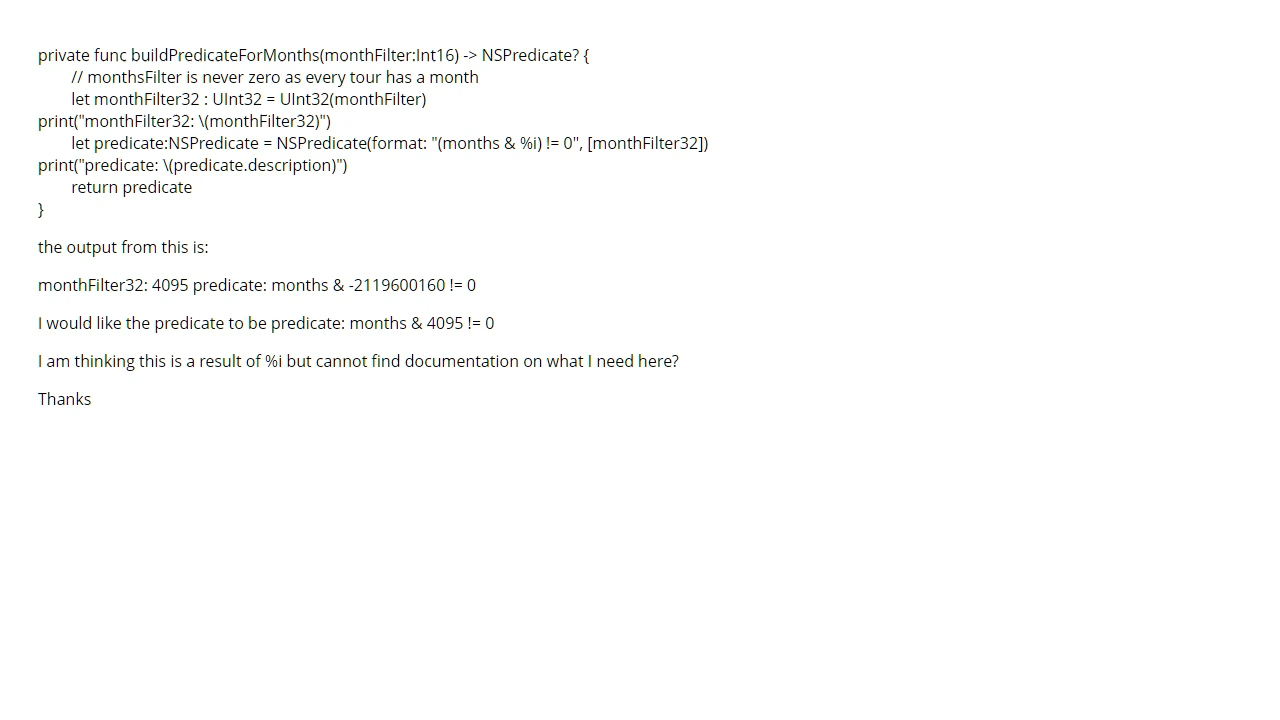 private func buildPredicateForMonths(monthFilter:Int16) -> NSPredicate? {
// monthsFilter is never zero as every tour has a month
let monthFilter32 : UInt32 = UInt32(monthFilter)
print("monthFilter32: \(monthFilter32)")
let predicate:NSPredicate = NSPredicate(format: "(months & %i) != 0", [monthFilter32])
print("predicate: \(predicate.description)")
return predicate
}
the output from this is:
monthFilter32: 4095 predicate: months & -2119600160 != 0
I would like the predicate to be predicate: months & 4095 != 0
I am thinking this is a result of %i but cannot find documentation on what I need here?
Thanks